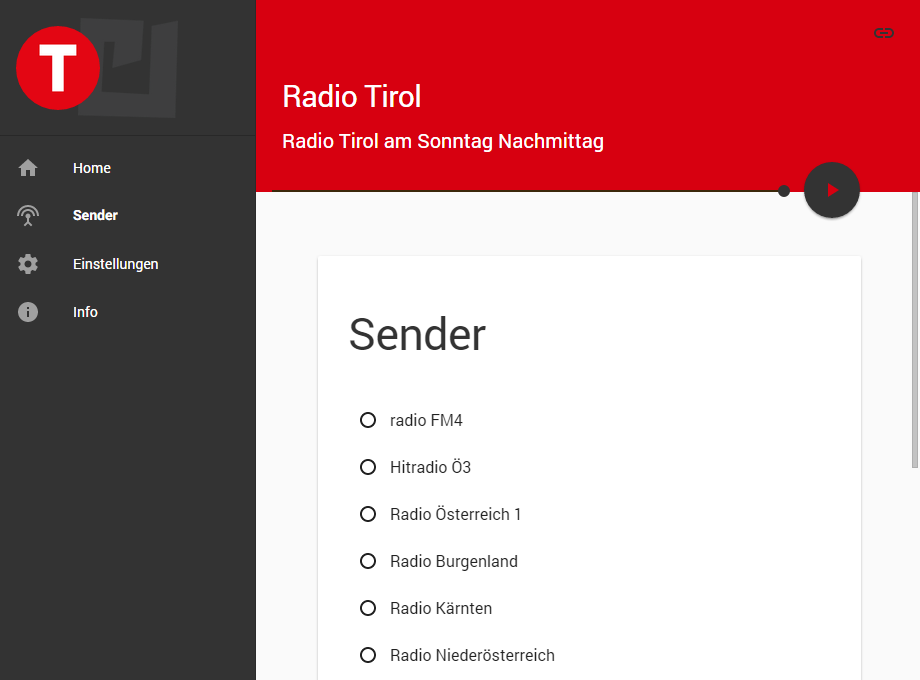 T
Home
Sender
Einstellungen
Info
Radio Tirol
Radio Tirol am Sonntag Nachmittag
Sender
radio FM4
Hitradio Ö3
Radio Österreich 1
Radio Burgenland
Radio Kärnten
Radio Niederösterreich